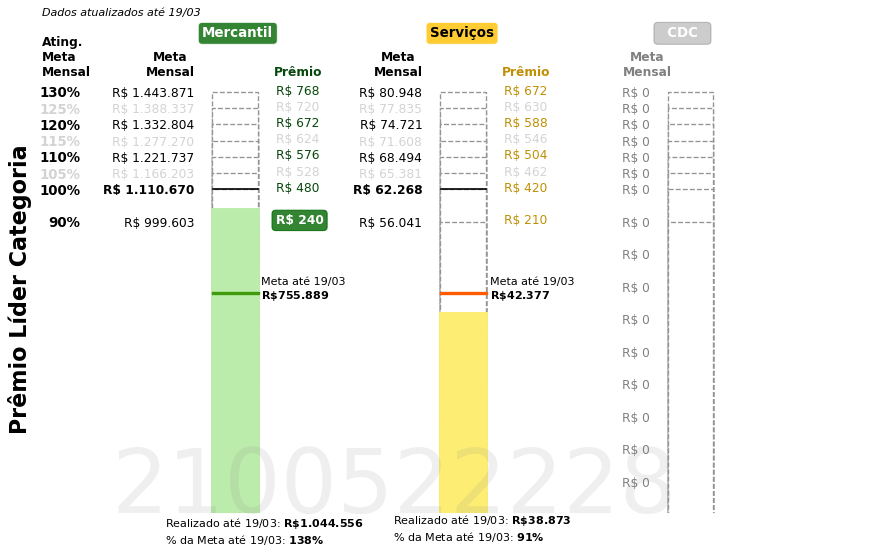 Dados atualizados até 19/03
Mercantil Serviços CDC
Ating. Meta Mensal Meta Mensal Prêmio Meta Mensal Prêmio Meta Mensal
130% R$ 1.443.871 R$ 768 R$ 80.948 R$ 672 R$ 0
125% R$ 1.388.337 R$ 720 R$ 77.835 R$ 630 R$ 0
120% R$ 1.332.804 R$ 672 R$ 74.721 R$ 588 R$ 0
115% R$ 1.277.270 R$ 624 R$ 71.608 R$ 546 R$ 0
110% R$ 1.221.737 R$ 576 R$ 68.494 R$ 504 R$ 0
105% R$ 1.166.203 R$ 528 R$ 65.381 R$ 462 R$ 0
100% R$ 1.110.670 R$ 480 R$ 62.268 R$ 420 R$ 0
90% R$ 999.603 R$ 240 R$ 56.041 R$ 210 R$ 0
R$ 0
Meta até 19/03 Meta até 19/03
R$755.889 R$42.377 R$ 0
R$ 0
R$ 0
R$ 0
R$ 0
R$ 0
R$ 0
Prêmio Líder Categoria
2100522228
Realizado até 19/03: R$1.044.556 Realizado até 19/03: R$38.873
% da Meta até 19/03: 138% % da Meta até 19/03: 91%